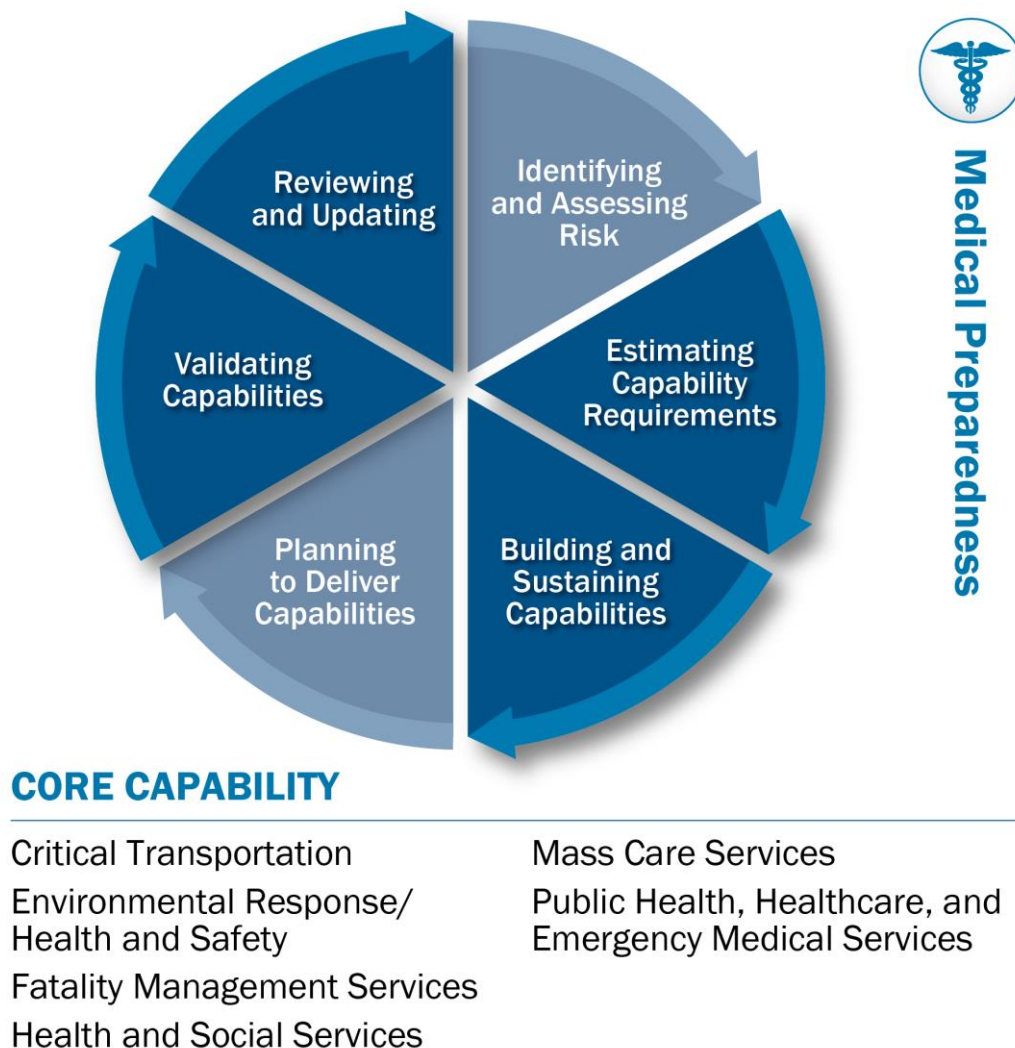 Reviewing
and Updating
Identifying
and Assessing
Risk
Estimating
Capability
Requirements
Building and
Sustaining
Capabilities
Planning
to Deliver
Capabilities
Validating
Capabilities
Medical Preparedness
CORE CAPABILITY
Critical Transportation
Environmental Response/
Health and Safety
Fatality Management Services
Health and Social Services
Mass Care Services
Public Health, Healthcare, and
Emergency Medical Services